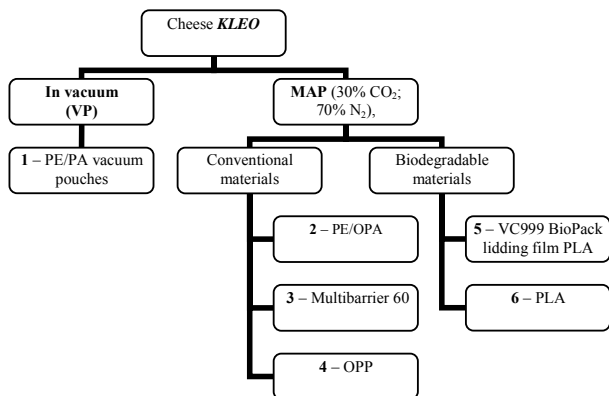 Cheese KLEO
In vacuum
(VP)
MAP (30% CO₂;
70% N₂),
1 – PE/PA vacuum
pouches
Conventional
materials
Biodegradable
materials
2 – PE/OPA
5 – VC999 BioPack
lidding film PLA
3 – Multibarrier 60
6 – PLA
4 – OPP